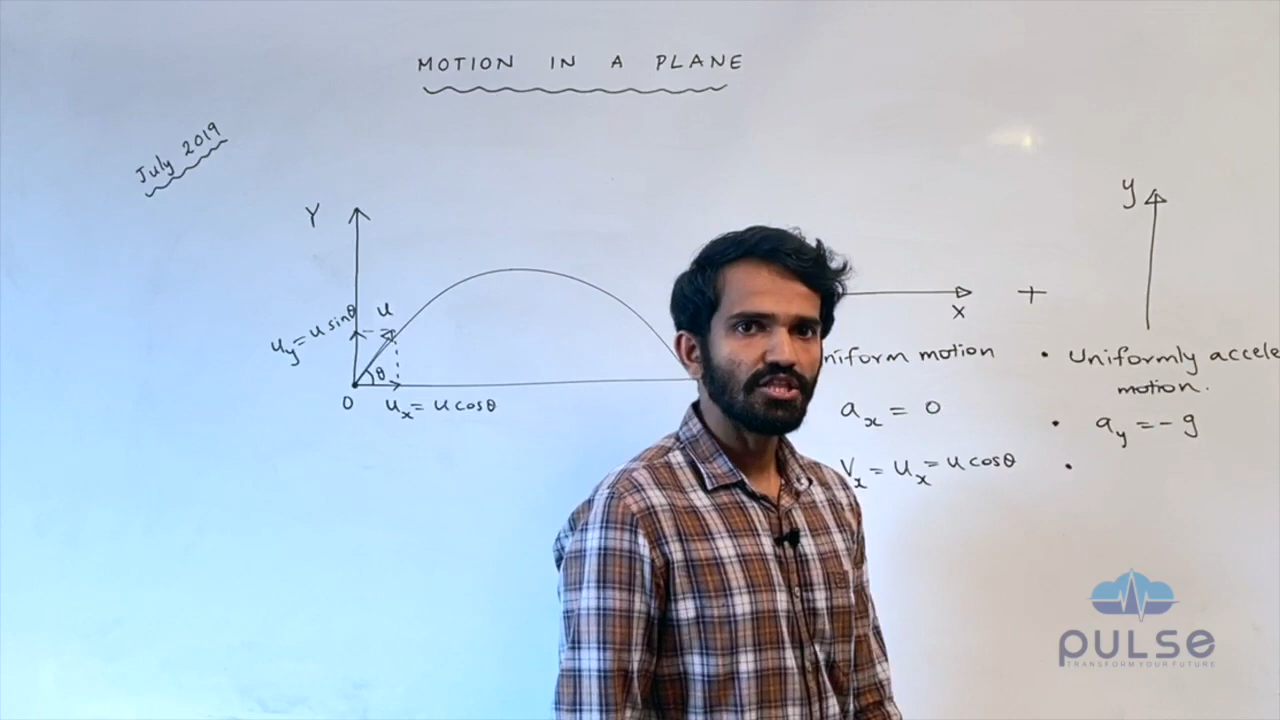 MOTION IN A PLANE
July 2019
Y
u
uy = u sinθ
θ
O
ux = u cosθ
X
+
y
niform motion
ax = 0
Vx = ux = u cosθ
• Uniformly accele
motion.
• ay = - g
•
PULSE
TRANSFORM YOUR FUTURE